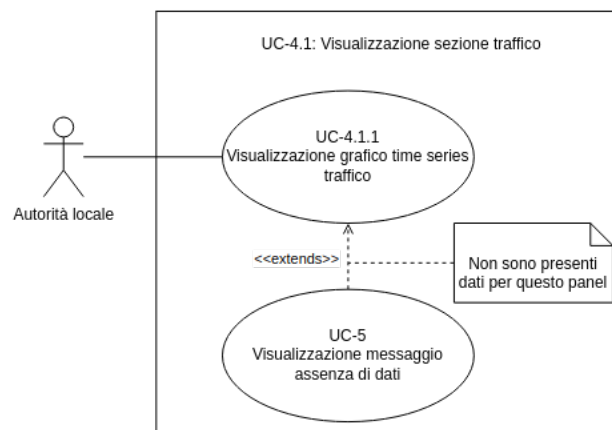 UC-4.1: Visualizzazione sezione traffico
UC-4.1.1
Visualizzazione grafico time series
traffico
Autorità locale
<<extends>>
Non sono presenti
dati per questo panel
UC-5
Visualizzazione messaggio
assenza di dati